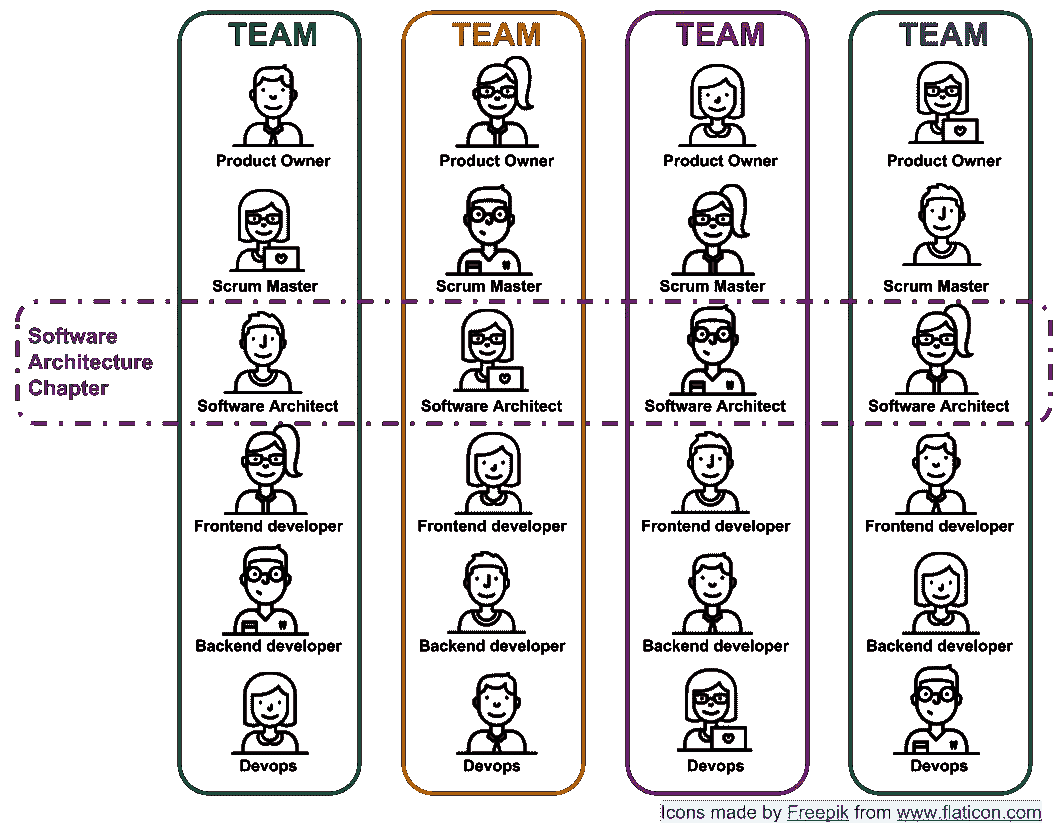 TEAM TEAM TEAM TEAM
Product Owner Product Owner Product Owner Product Owner
Scrum Master Scrum Master Scrum Master Scrum Master
Software
Architecture
Chapter
Software Architect Software Architect Software Architect Software Architect
Frontend developer Frontend developer Frontend developer Frontend developer
Backend developer Backend developer Backend developer Backend developer
Devops Devops Devops Devops
Icons made by Freepik from www.flaticon.com